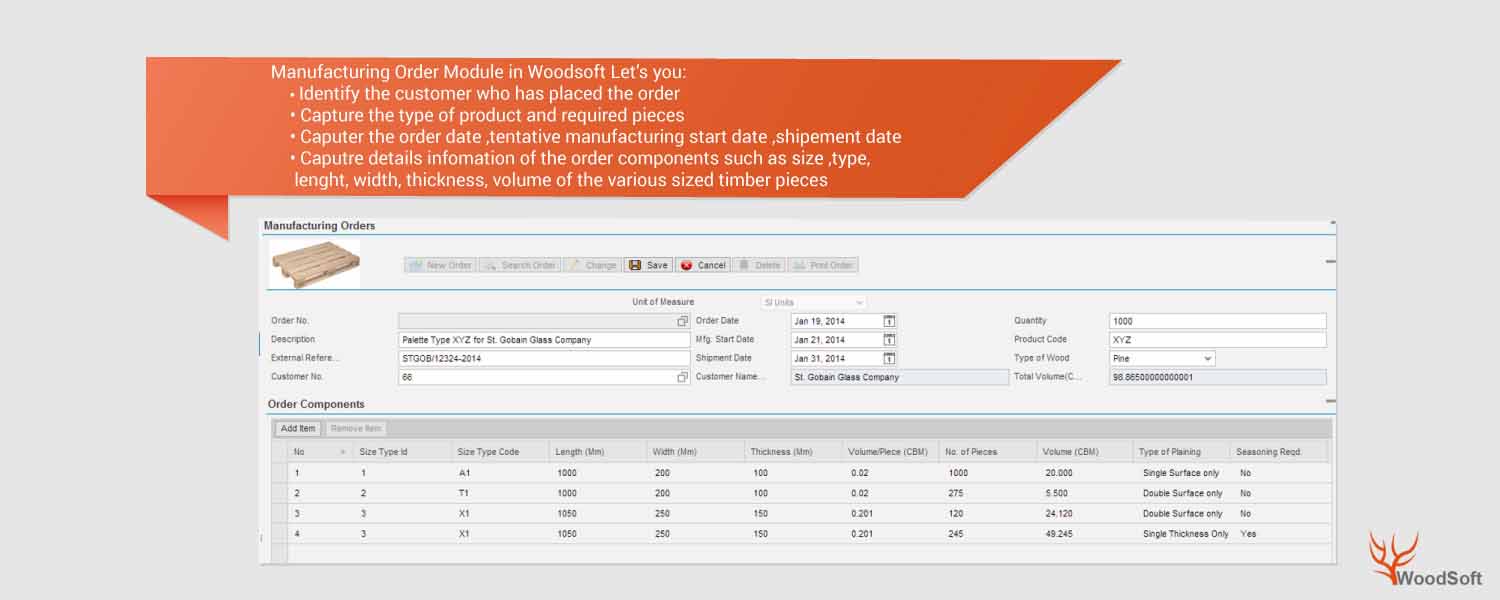 Manufacturing Order Module in Woodsoft Let's you:
• Identify the customer who has placed the order
• Capture the type of product and required pieces
• Caputer the order date ,tentative manufacturing start date ,shipement date
• Caputre details infomation of the order components such as size ,type,
lenght, width, thickness, volume of the various sized timber pieces
Manufacturing Orders
New Order Search Order Change Save Cancel Delete Print Order
Unit of Measure SI Units
Order No. Order Date Jan 19, 2014 Quantity 1000
Description Palette Type XYZ for St. Gobain Glass Company Mfg. Start Date Jan 21, 2014 Product Code XYZ
External Refere... STGOB/12324-2014 Shipment Date Jan 31, 2014 Type of Wood Pine
Customer No. 66 Customer Name... St. Gobain Glass Company Total Volume(C... 98.86500000000001
Order Components
Add Item Remove Item
No Size Type Id Size Type Code Length (Mm) Width (Mm) Thickness (Mm) Volume/Piece (CBM) No. of Pieces Volume (CBM) Type of Plaining Seasoning Reqd.
1 1 A1 1000 200 100 0.02 1000 20.000 Single Surface only No
2 2 T1 1000 200 100 0.02 275 5.500 Double Surface only No
3 3 X1 1050 250 150 0.201 120 24.120 Double Surface only No
4 3 X1 1050 250 150 0.201 245 49.245 Single Thickness Only Yes
WoodSoft